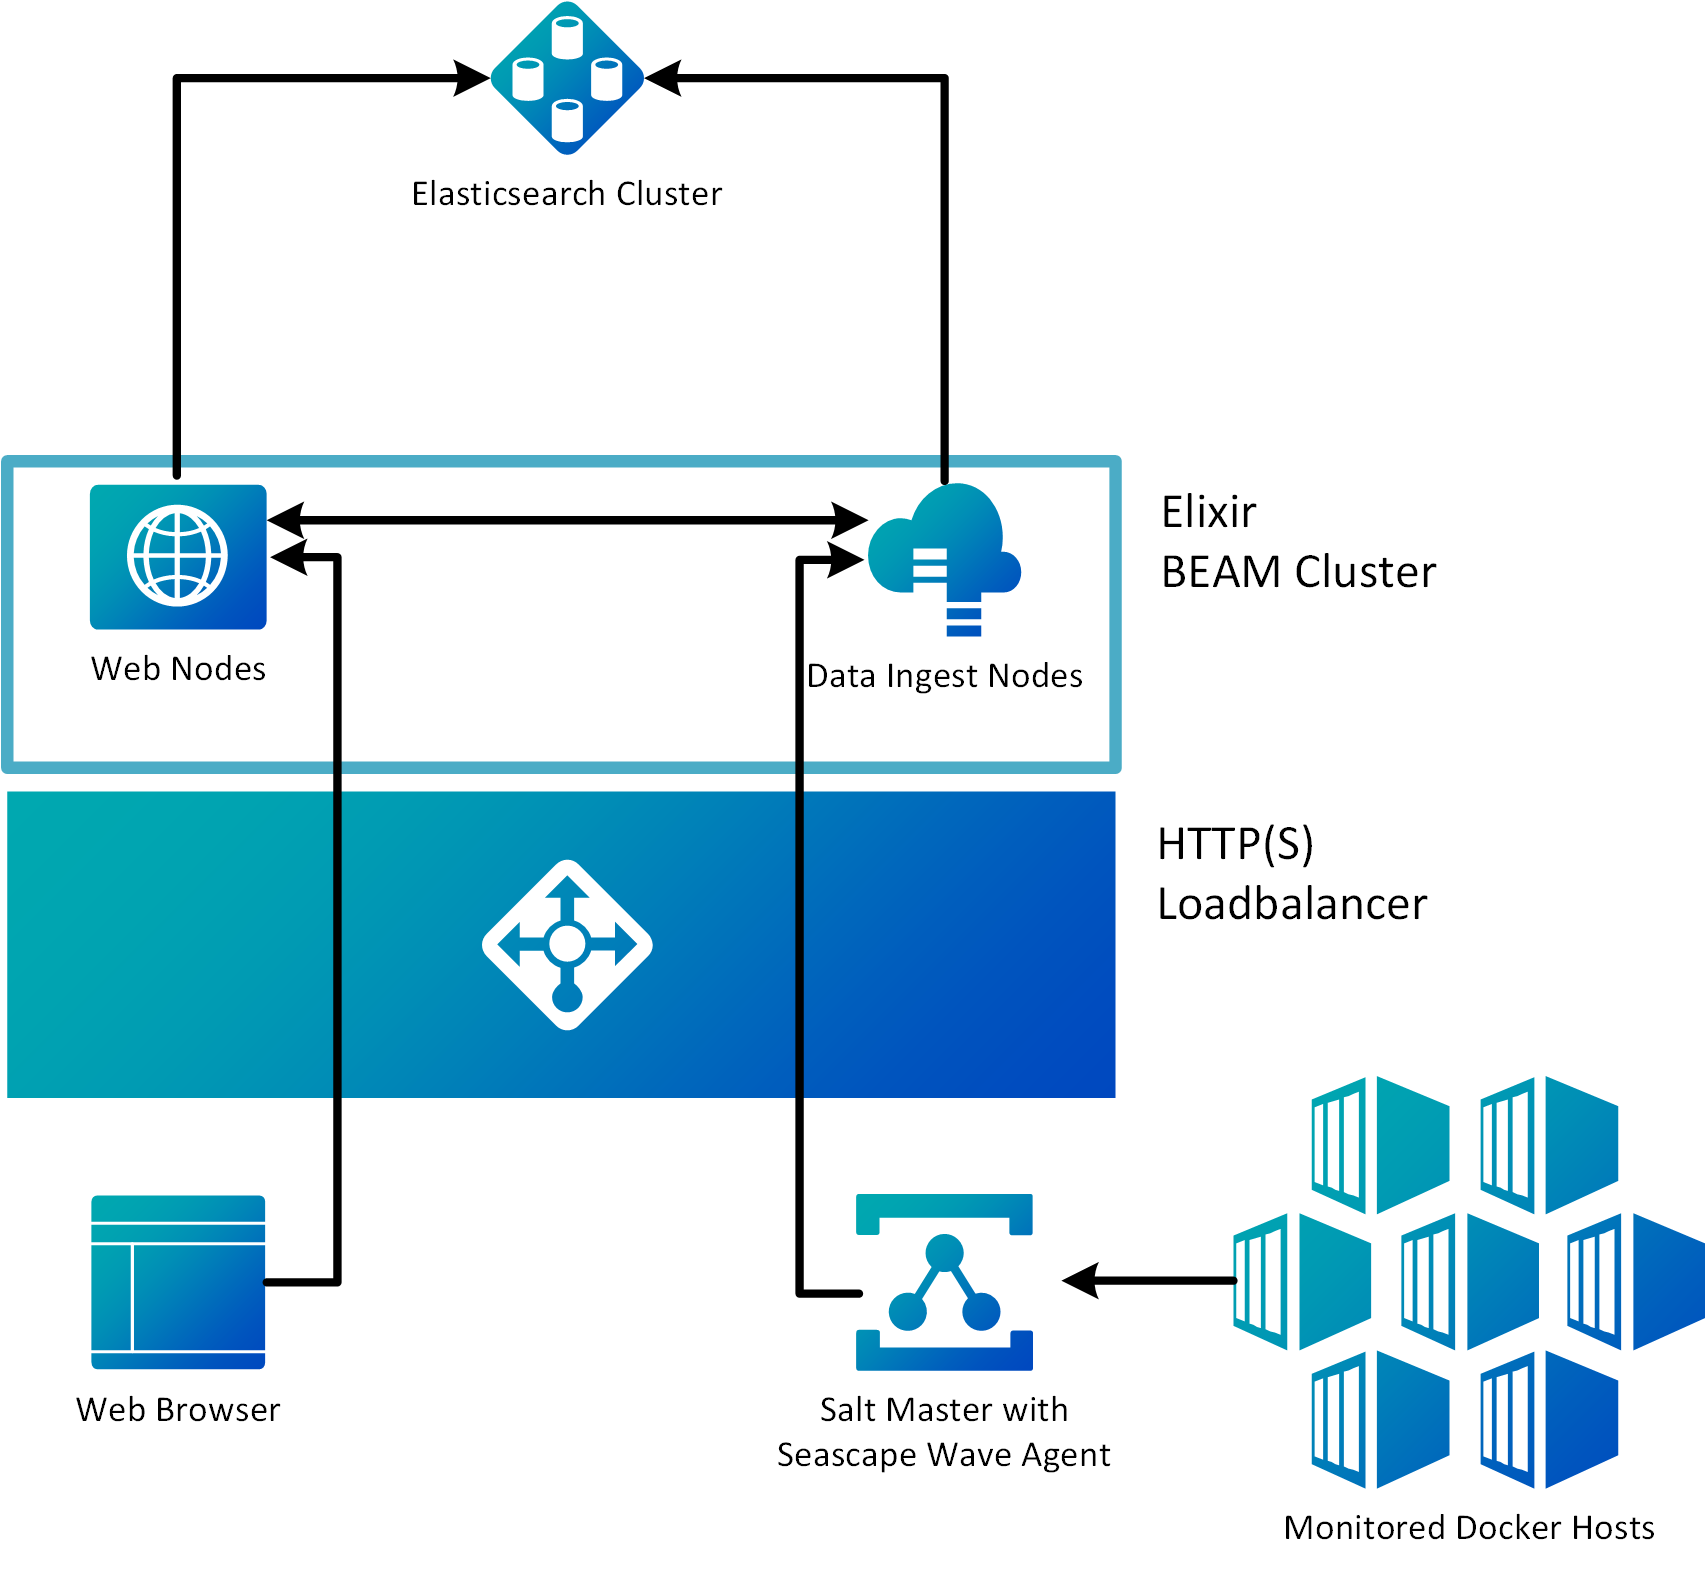 Elasticsearch Cluster
Elixir
BEAM Cluster
Web Nodes
Data Ingest Nodes
HTTP(S)
Loadbalancer
Web Browser
Salt Master with
Seascape Wave Agent
Monitored Docker Hosts